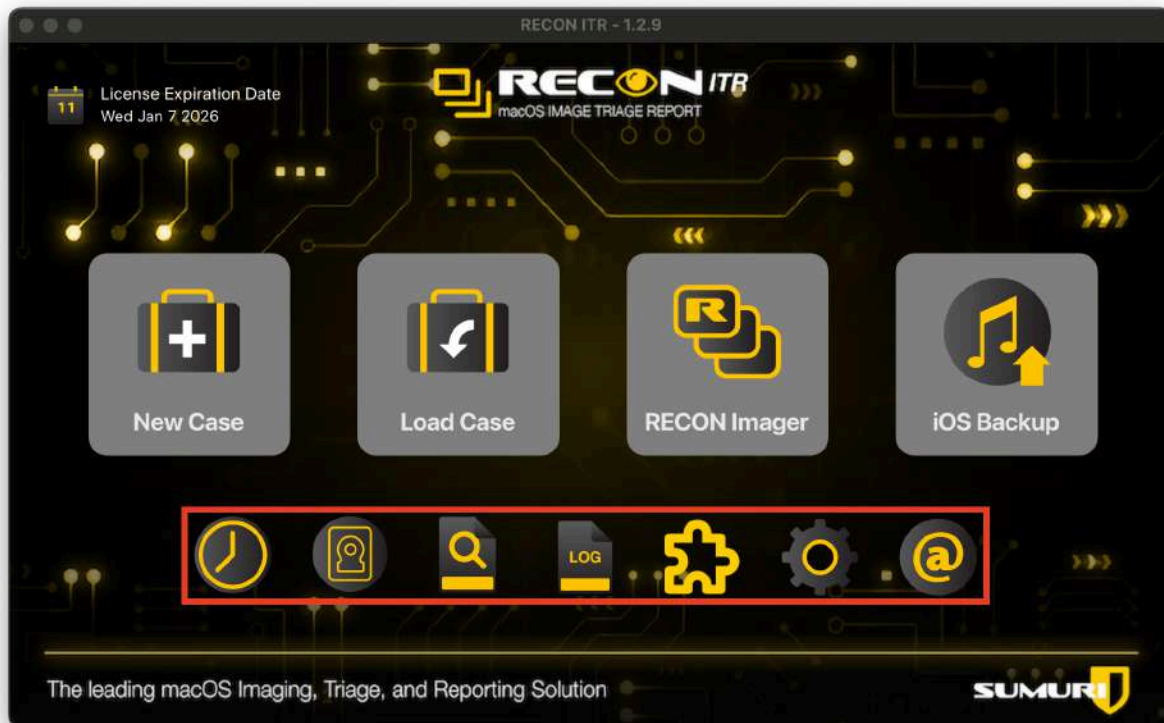 RECON ITR - 1.2.9
11
License Expiration Date
Wed Jan 7 2026
RECON ITR
macOS IMAGE TRIAGE REPORT
New Case
Load Case
R
RECON Imager
iOS Backup
LOG
@
The leading macOS Imaging, Triage, and Reporting Solution
SUMURI